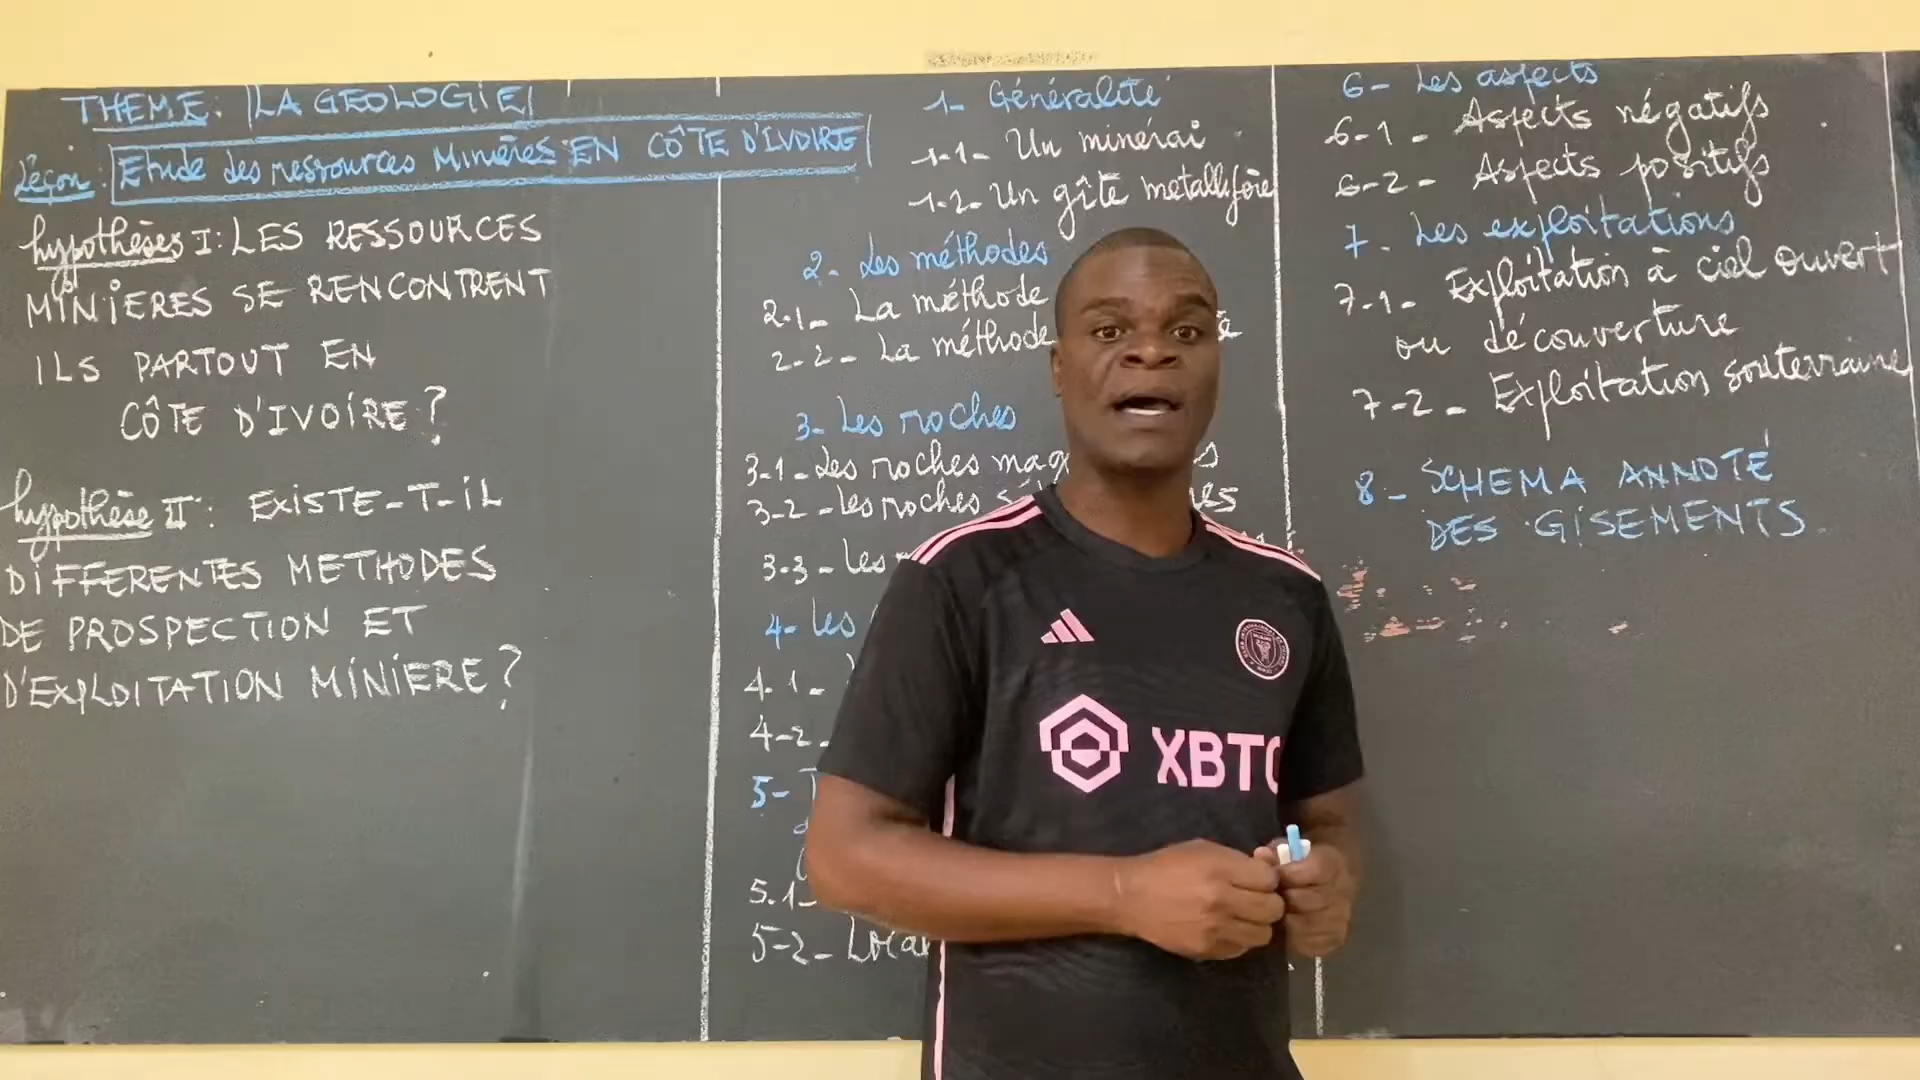 THEME: LA GEOLOGIE
Leçon: Etude des ressources Minières EN CÔTE D'IVOIRE
hypothèses I: LES RESSOURCES
MINIERES SE RENCONTRENT
ILS PARTOUT EN
CÔTE D'IVOIRE?
hypothèse II: EXISTE-T-IL
DIFFERENTES METHODES
DE PROSPECTION ET
D'EXPLOITATION MINIERE?
1- Généralité
1-1- Un minérai
1-2- Un gîte metallifère
2- Les méthodes
2.1- La méthode
2-2- La méthode
3- Les roches
3-1- Les roches
3-2- Les roches
3-3- Les
4- Les
4.1-
4-2-
5-
5.1-
5-2-
6- Les aspects
6-1- Aspects négatifs
6-2- Aspects positifs
7- Les exploitations
7-1- Exploitation à ciel ouvert
ou découverture
7-2- Exploitation souterraine
8- SCHEMA ANNOTÉ
DES GISEMENTS
XBTC